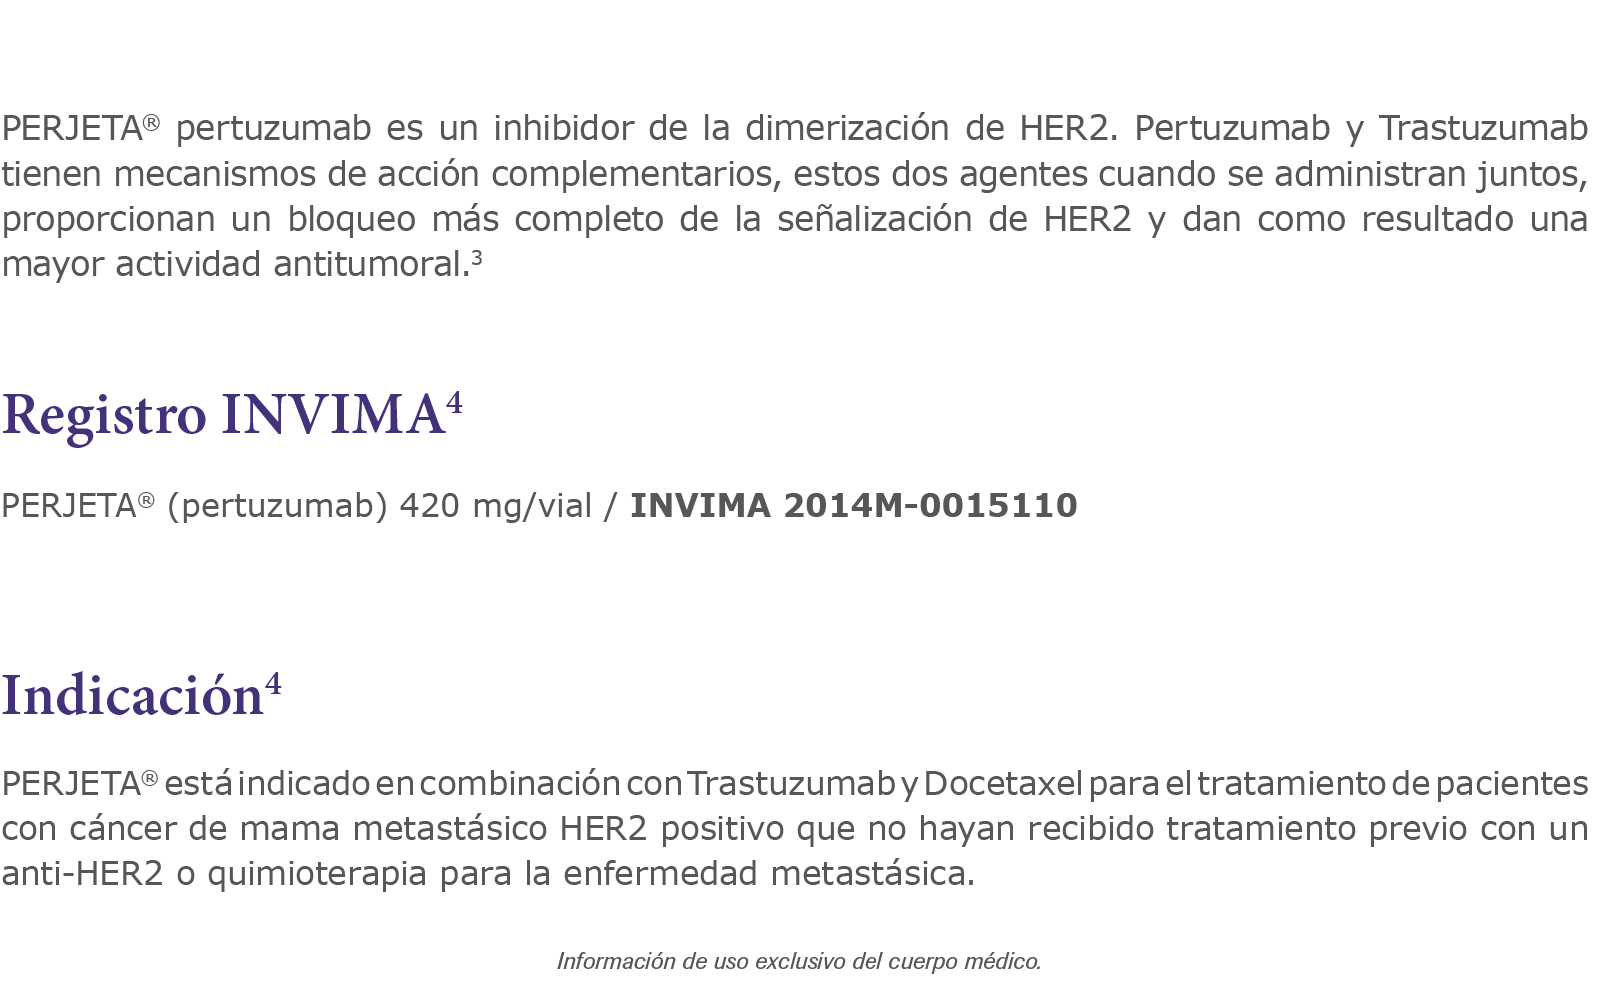 PERJETA® pertuzumab es un inhibidor de la dimerización de HER2. Pertuzumab y Trastuzumab
tienen mecanismos de acción complementarios, estos dos agentes cuando se administran juntos,
proporcionan un bloqueo más completo de la señalización de HER2 y dan como resultado una
mayor actividad antitumoral.³
Registro INVIMA⁴
PERJETA® (pertuzumab) 420 mg/vial / INVIMA 2014M-0015110
Indicación⁴
PERJETA® está indicado en combinación con Trastuzumab y Docetaxel para el tratamiento de pacientes
con cáncer de mama metastásico HER2 positivo que no hayan recibido tratamiento previo con un
anti-HER2 o quimioterapia para la enfermedad metastásica.
Información de uso exclusivo del cuerpo médico.